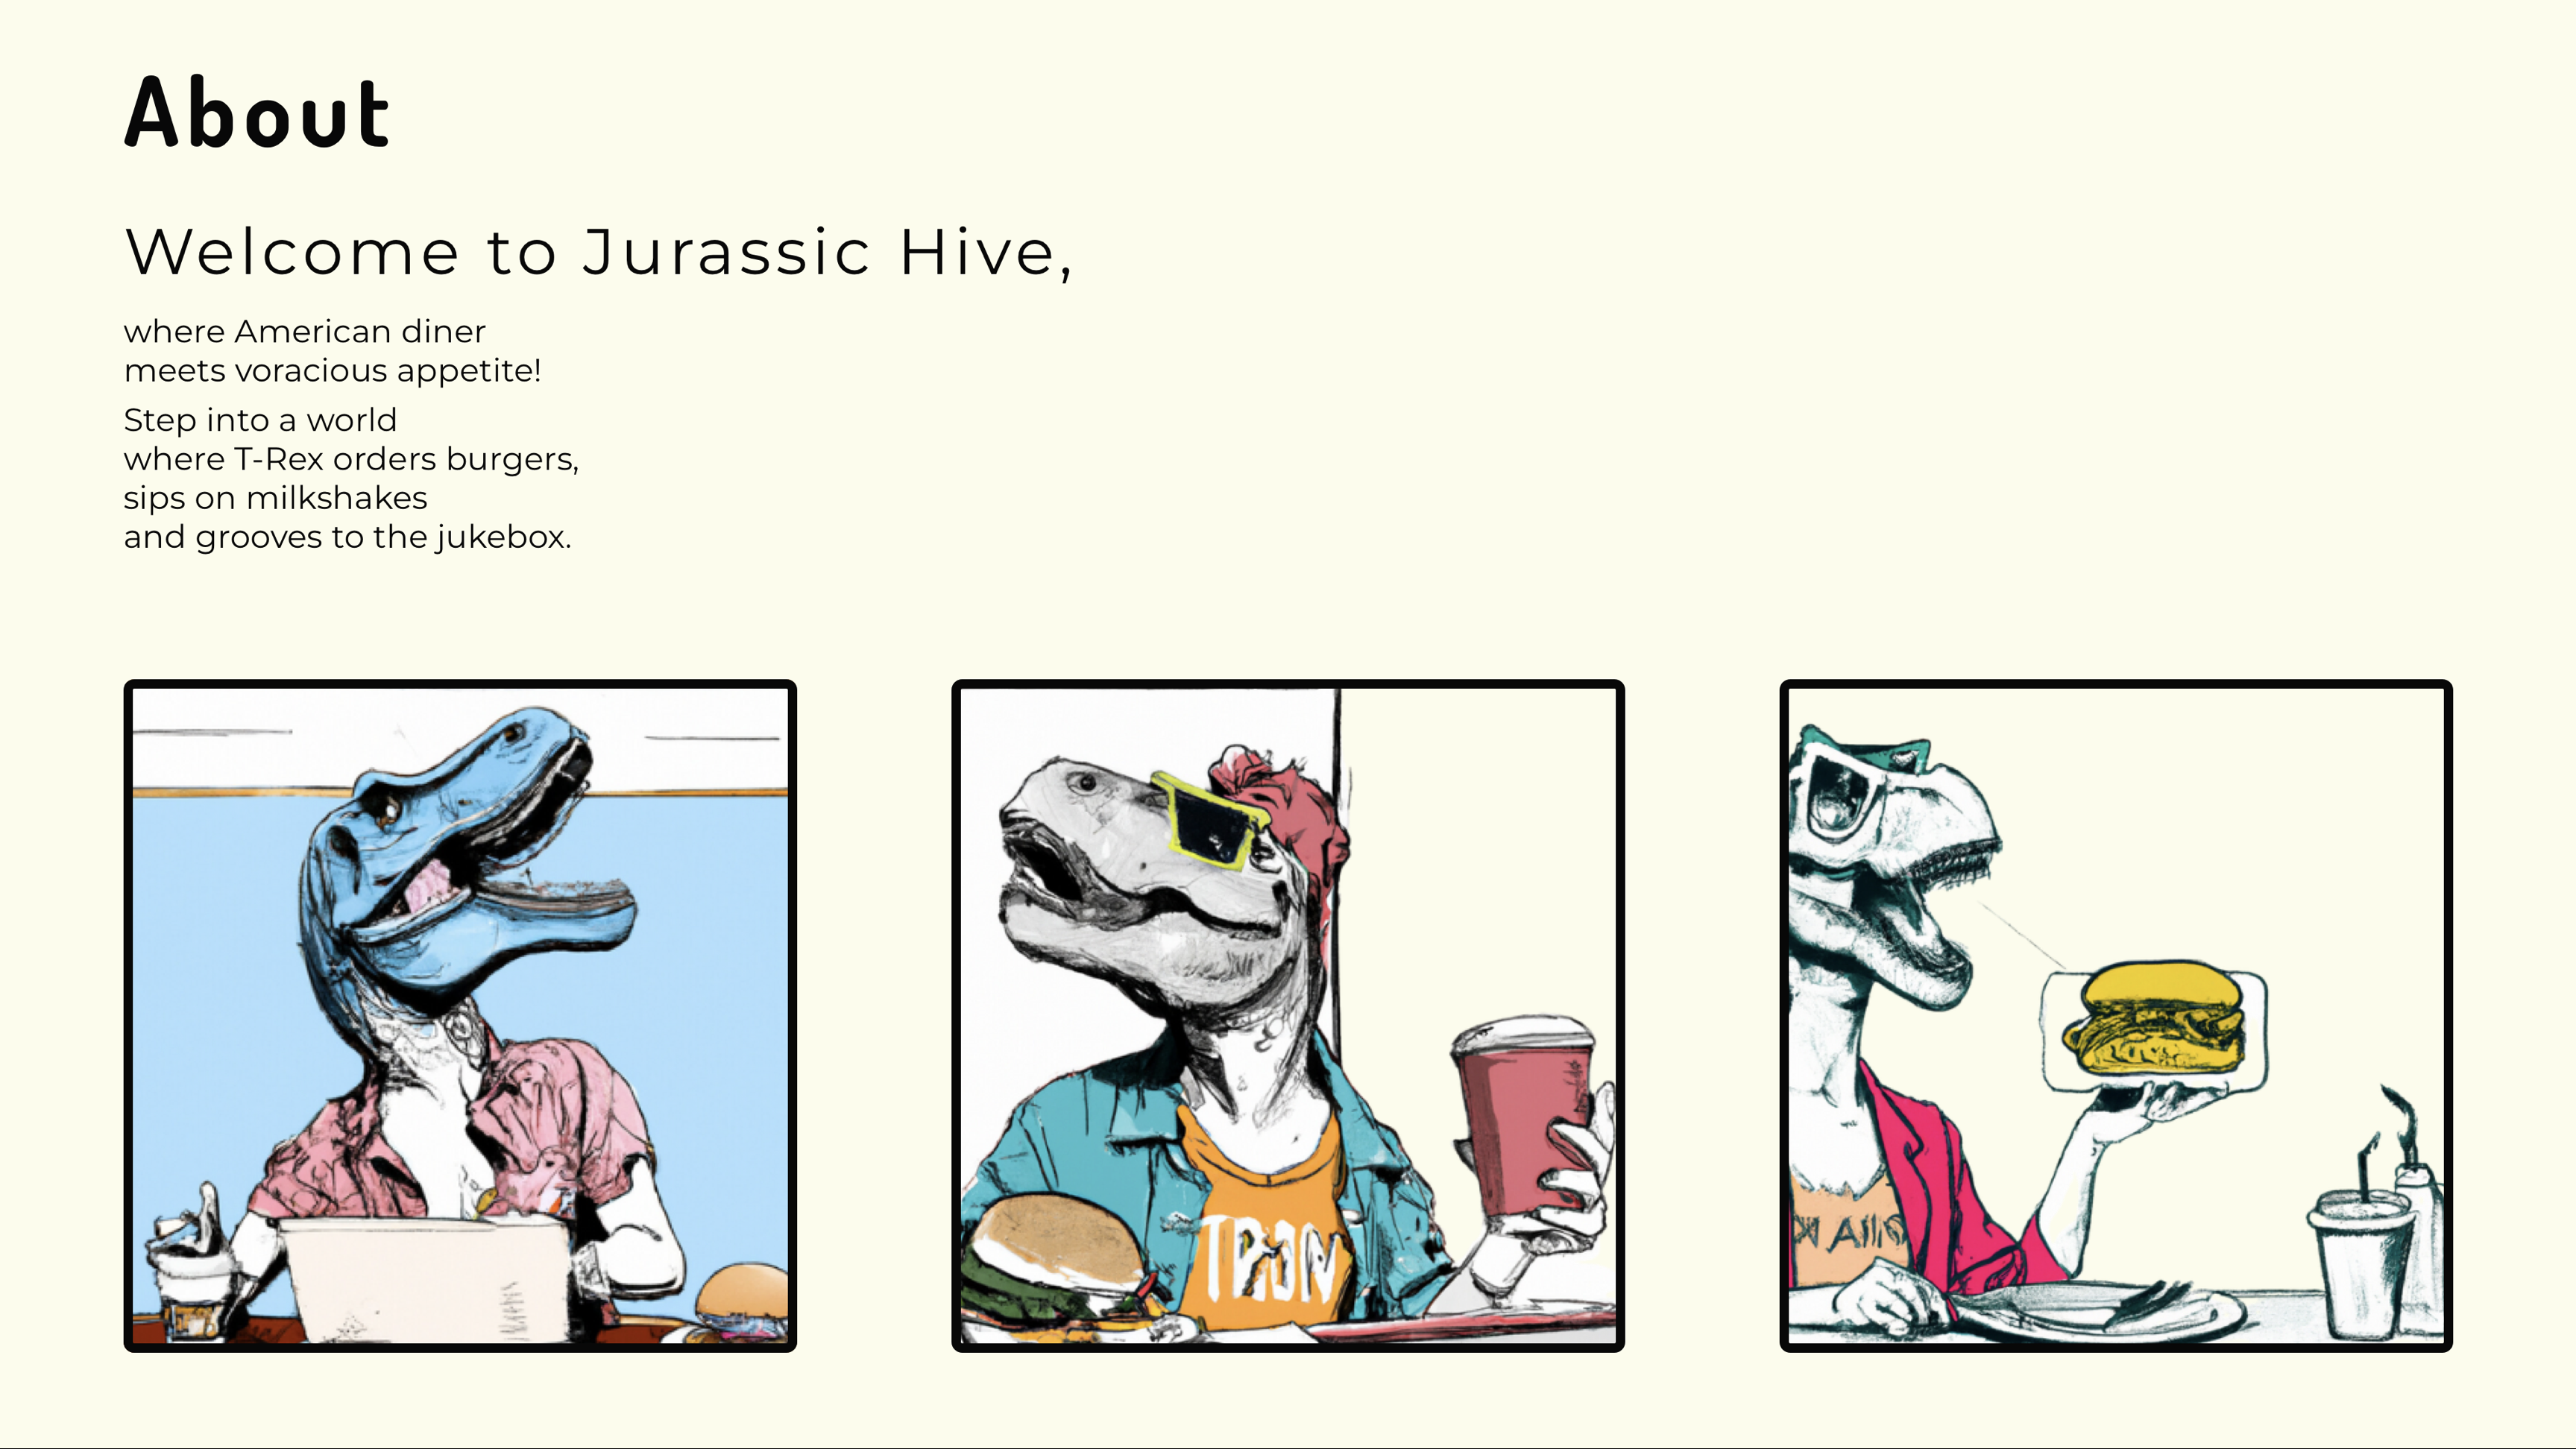 About
Welcome to Jurassic Hive,
where American diner
meets voracious appetite!
Step into a world
where T-Rex orders burgers,
sips on milkshakes
and grooves to the jukebox.